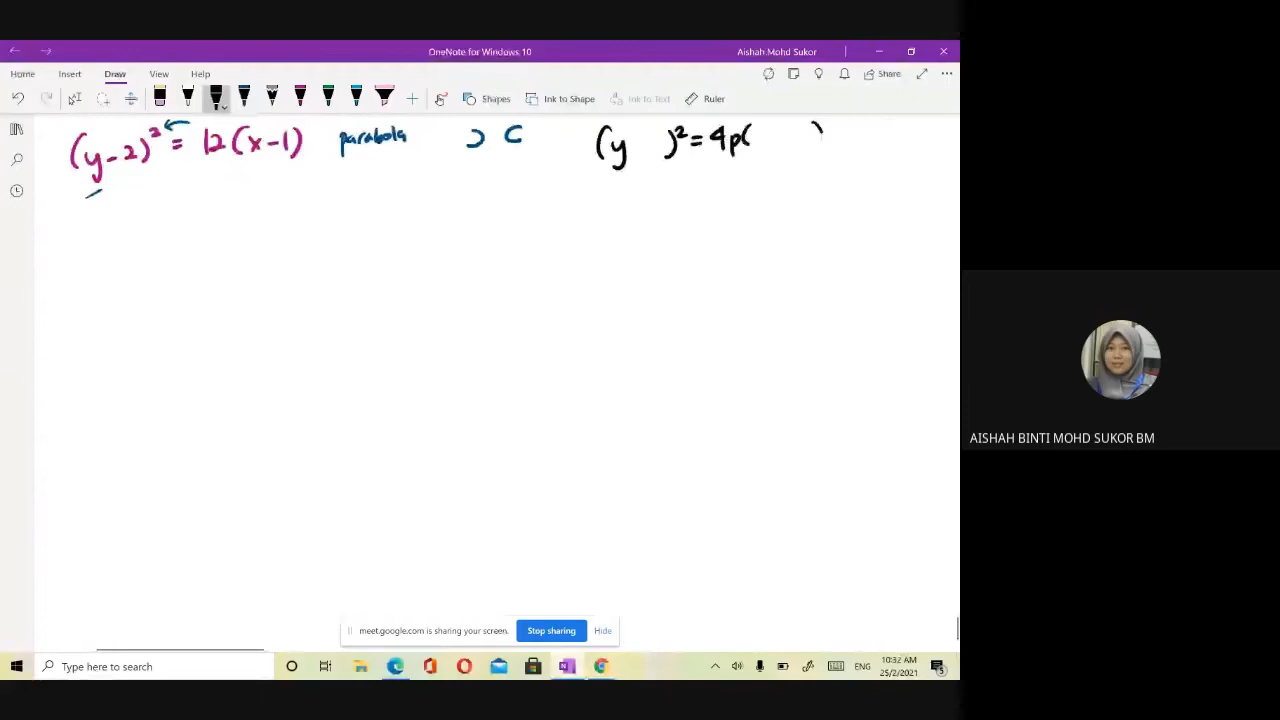 OneNote for Windows 10
Aishah Mohd Sukor
Home Insert Draw View Help
Share
Shapes Ink to Shape Ink to Text Ruler
(y-2)² = 12(x-1) parabola (y )² = 4p( )
AISHAH BINTI MOHD SUKOR BM
meet.google.com is sharing your screen. Stop sharing Hide
Type here to search
ENG
10:32 AM
25/2/2021
5